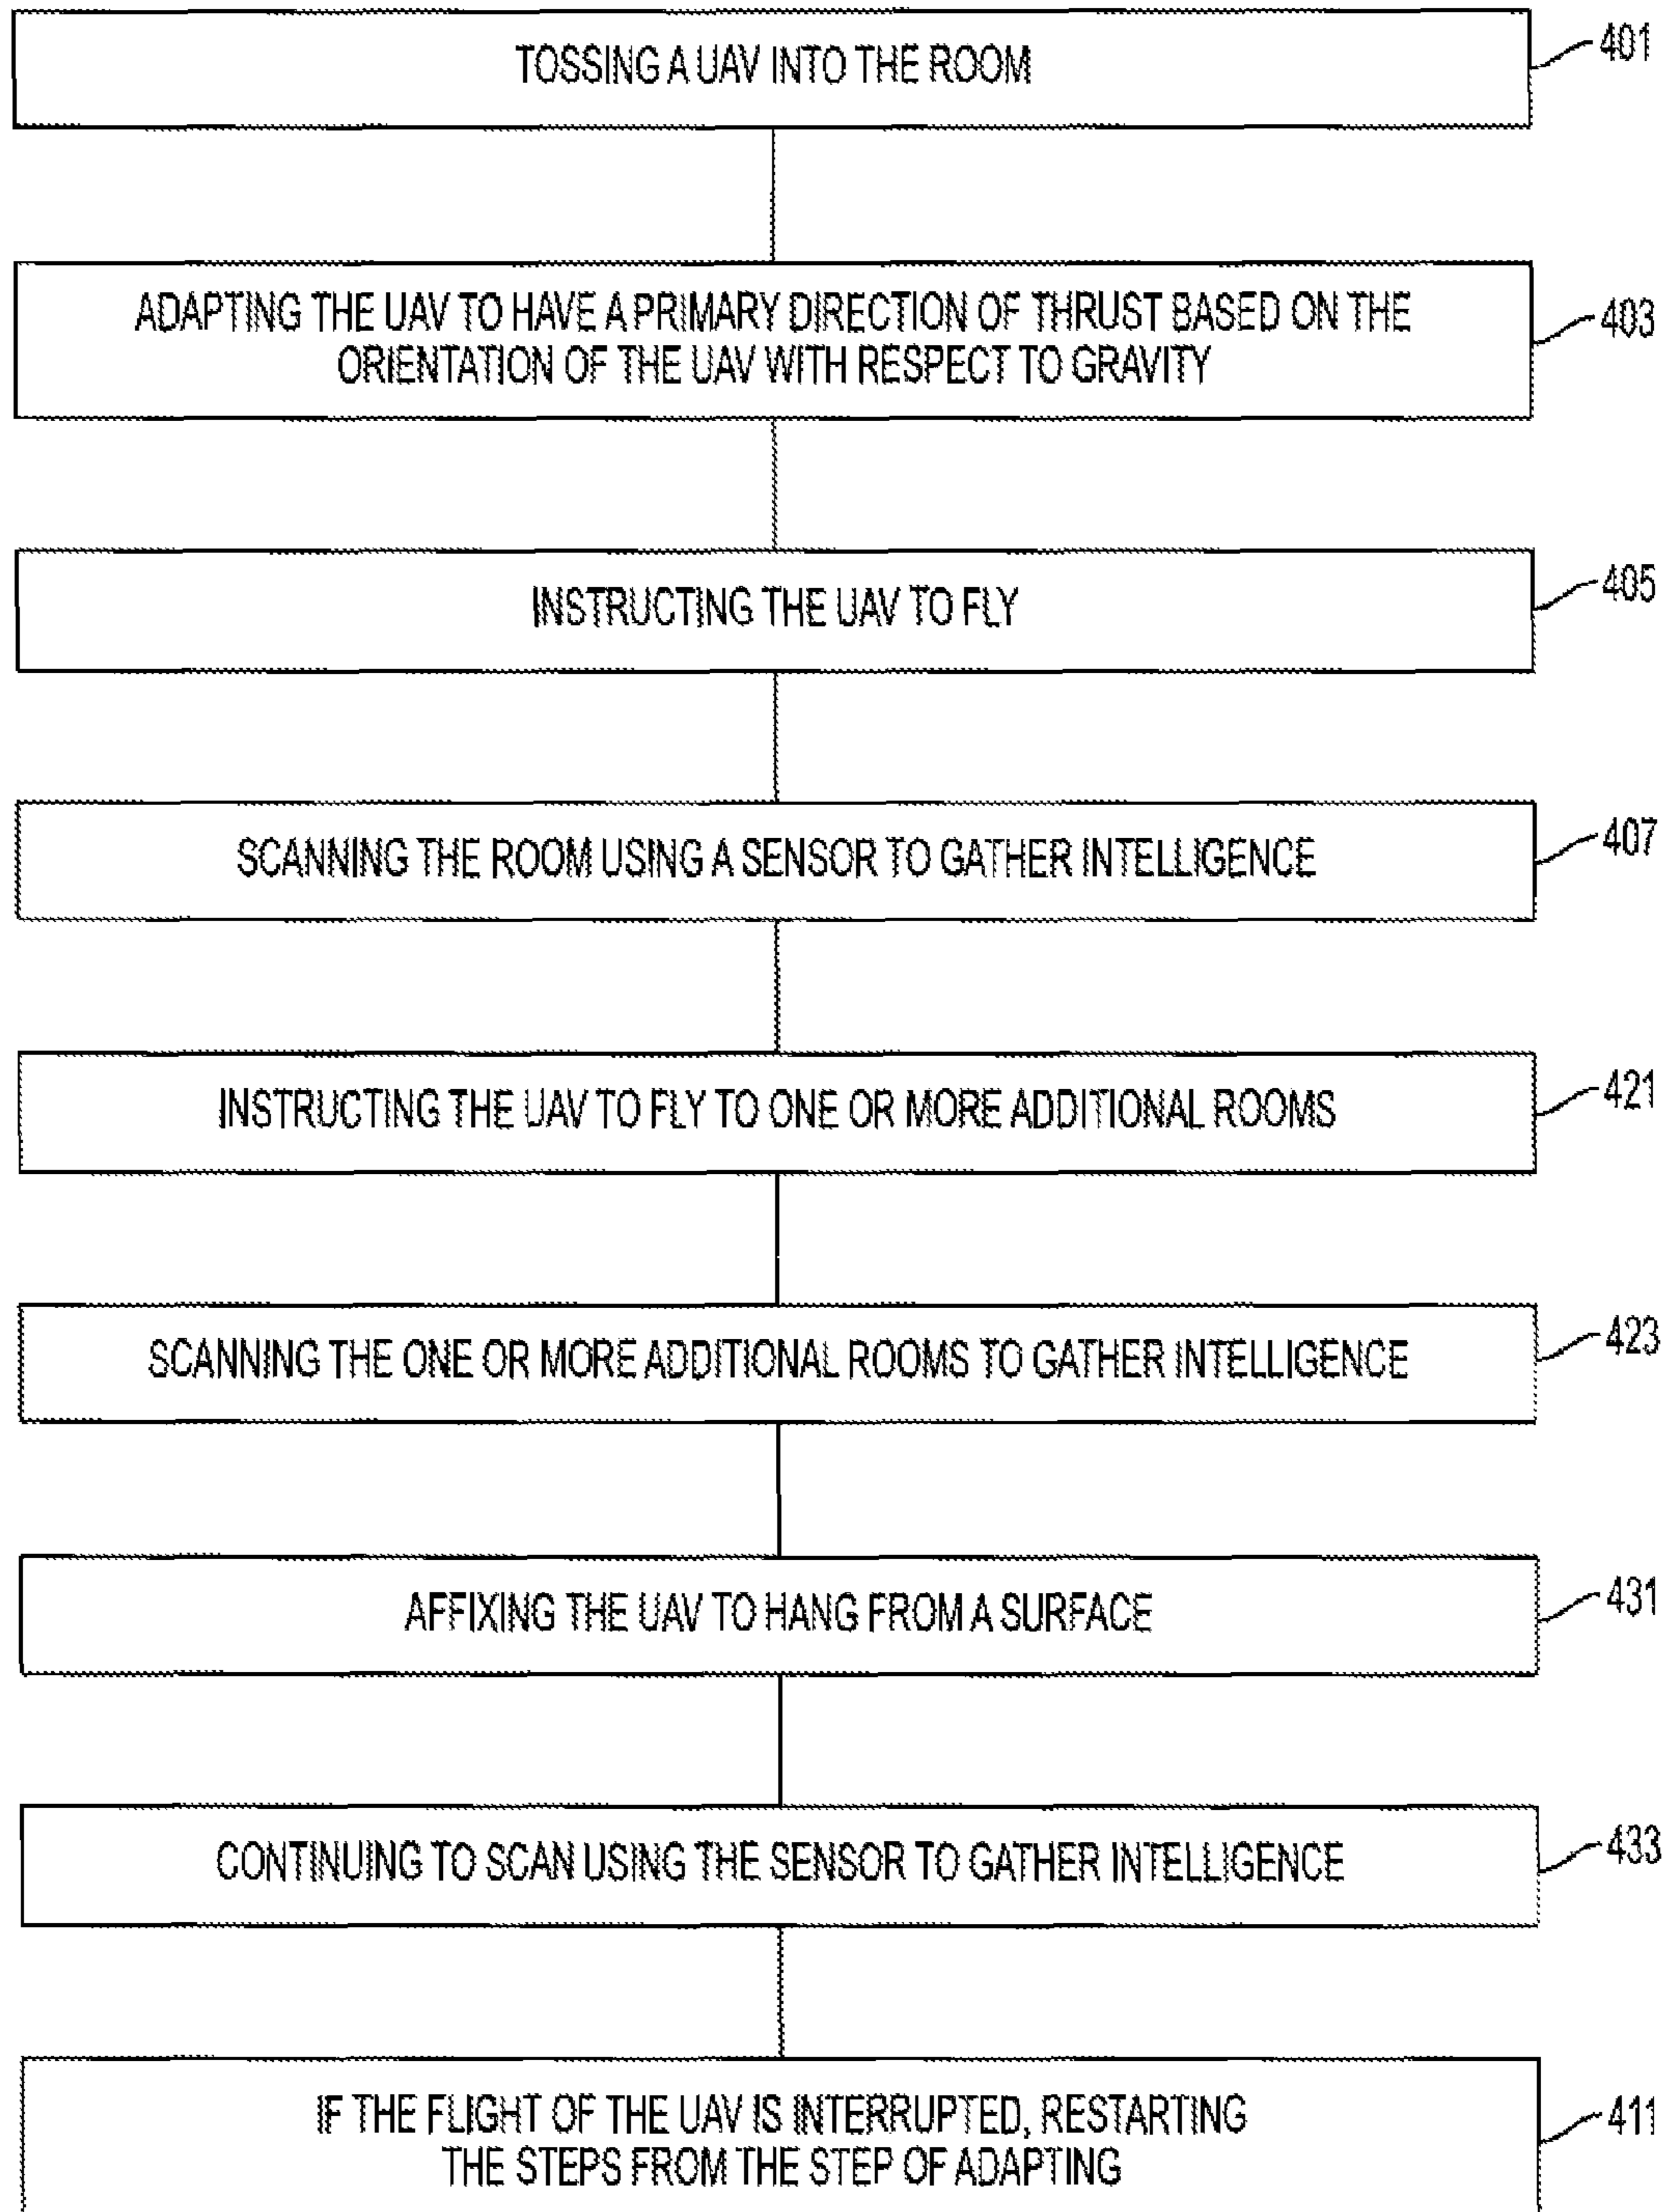 TOSSING A UAV INTO THE ROOM
401
ADAPTING THE UAV TO HAVE A PRIMARY DIRECTION OF THRUST BASED ON THE
ORIENTATION OF THE UAV WITH RESPECT TO GRAVITY
403
INSTRUCTING THE UAV TO FLY
405
SCANNING THE ROOM USING A SENSOR TO GATHER INTELLIGENCE
407
INSTRUCTING THE UAV TO FLY TO ONE OR MORE ADDITIONAL ROOMS
421
SCANNING THE ONE OR MORE ADDITIONAL ROOMS TO GATHER INTELLIGENCE
423
AFFIXING THE UAV TO HANG FROM A SURFACE
431
CONTINUING TO SCAN USING THE SENSOR TO GATHER INTELLIGENCE
433
IF THE FLIGHT OF THE UAV IS INTERRUPTED, RESTARTING
THE STEPS FROM THE STEP OF ADAPTING
411